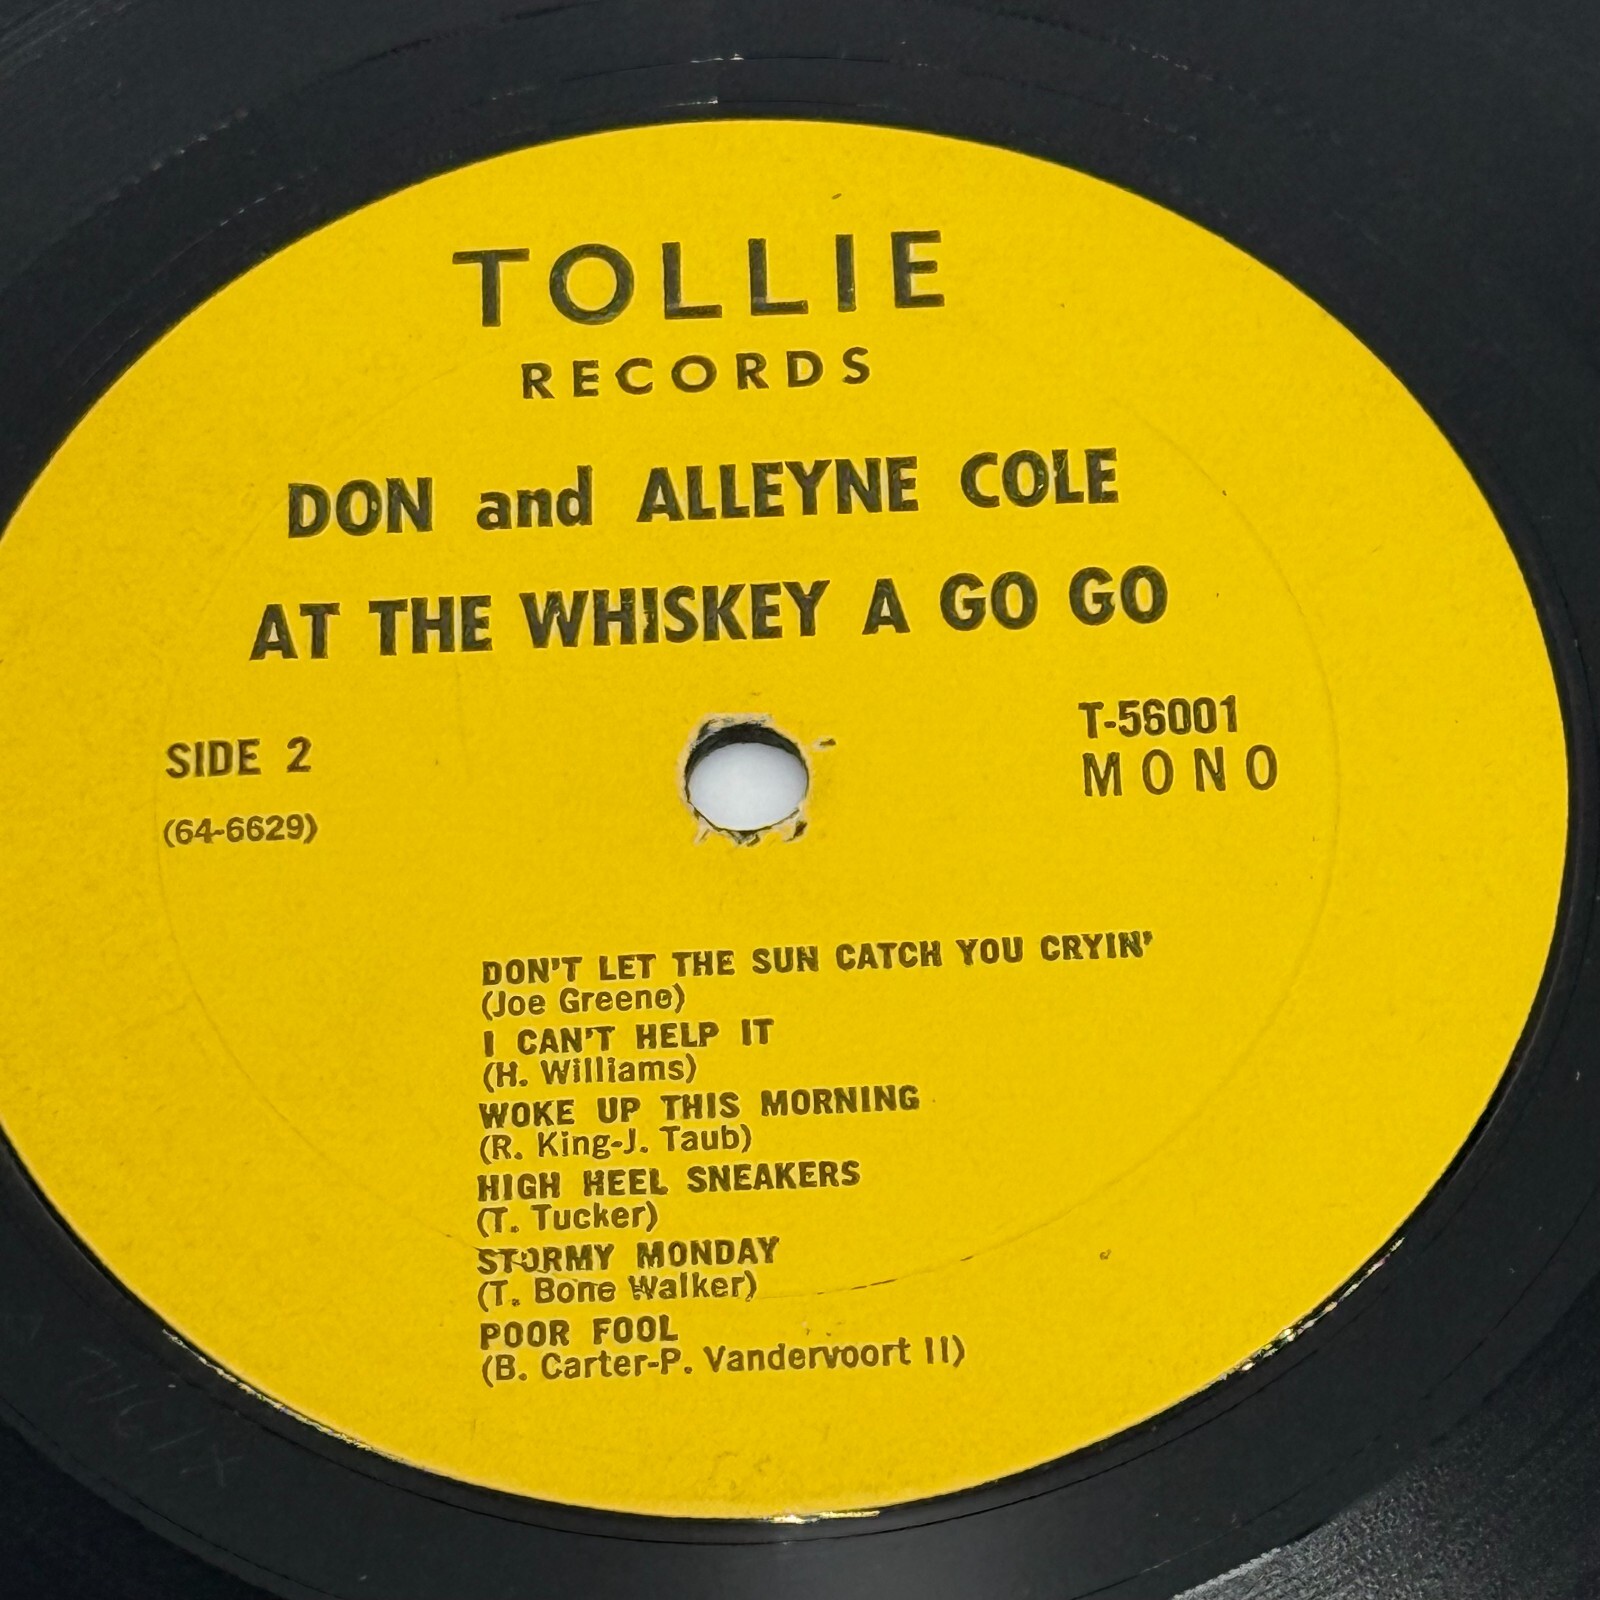 TOLLIE
RECORDS
DON and ALLEYNE COLE
AT THE WHISKEY A GO GO
SIDE 2
(64-6629)
T-56001
MONO
DON'T LET THE SUN CATCH YOU CRYIN'
(Joe Greene)
I CAN'T HELP IT
(H. Williams)
WOKE UP THIS MORNING
(R. King-J. Taub)
HIGH HEEL SNEAKERS
(T. Tucker)
STORMY MONDAY
(T. Bone Walker)
POOR FOOL
(B. Carter-P. Vandervoort II)